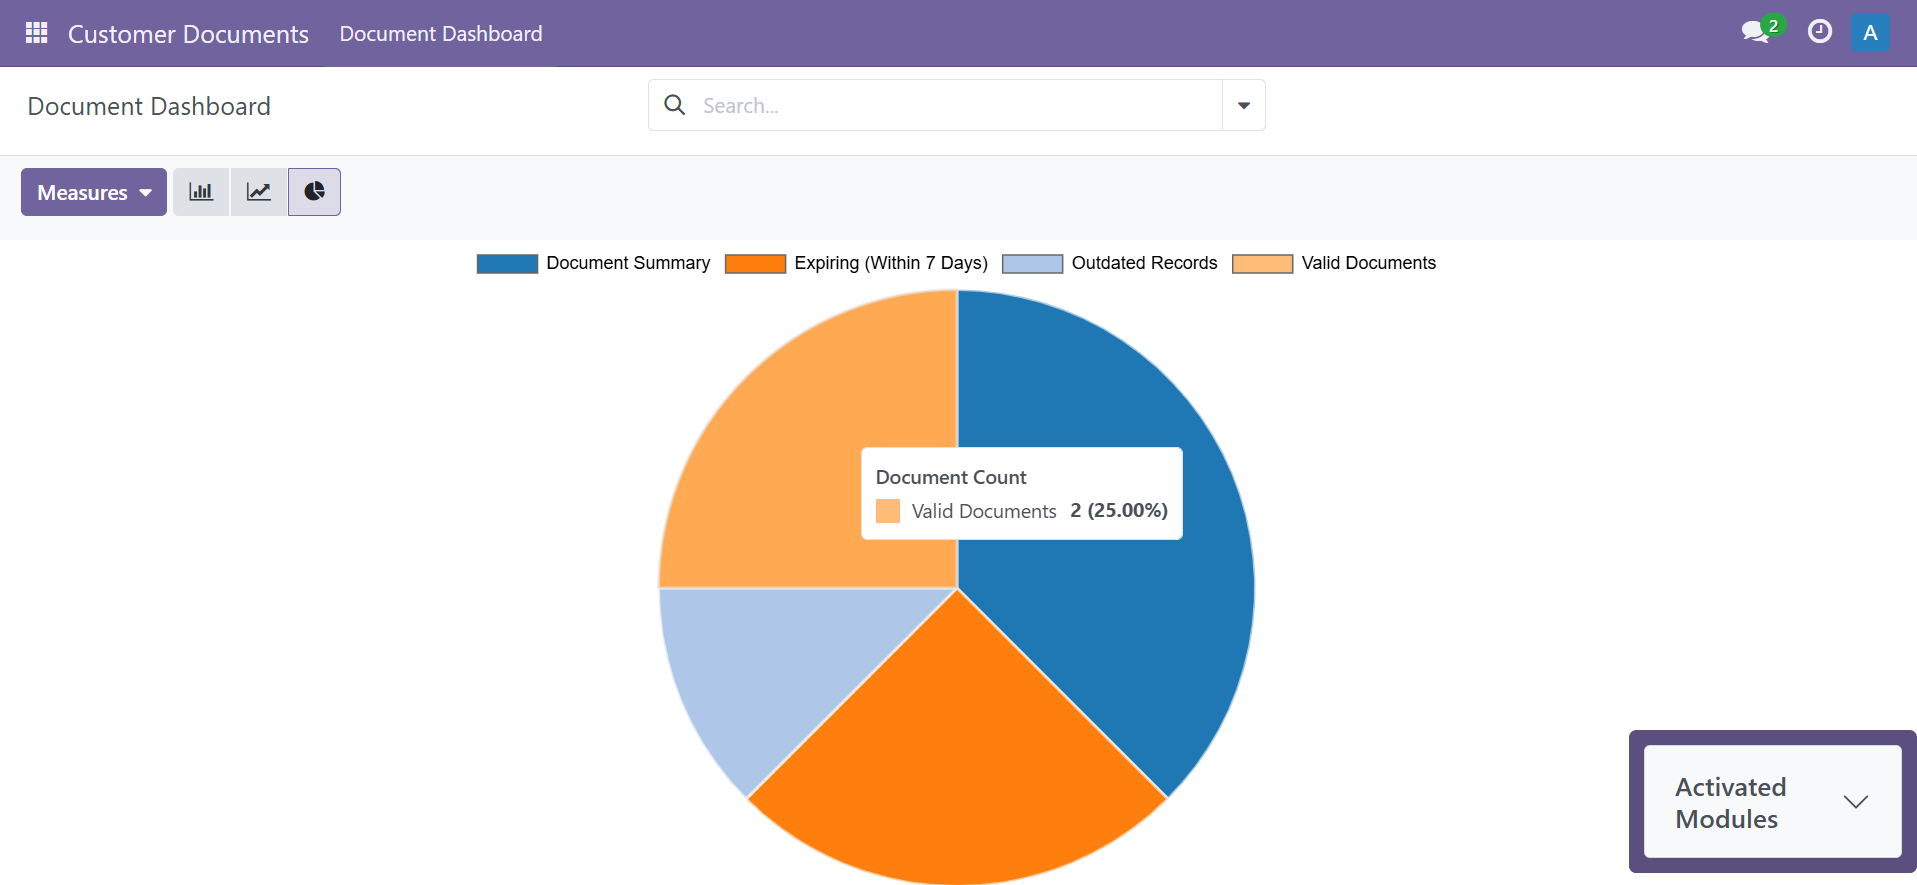 Customer Documents Document Dashboard 2 A
Document Dashboard Search...
Measures
Document Summary Expiring (Within 7 Days) Outdated Records Valid Documents
Document Count
Valid Documents 2 (25.00%)
Activated
Modules